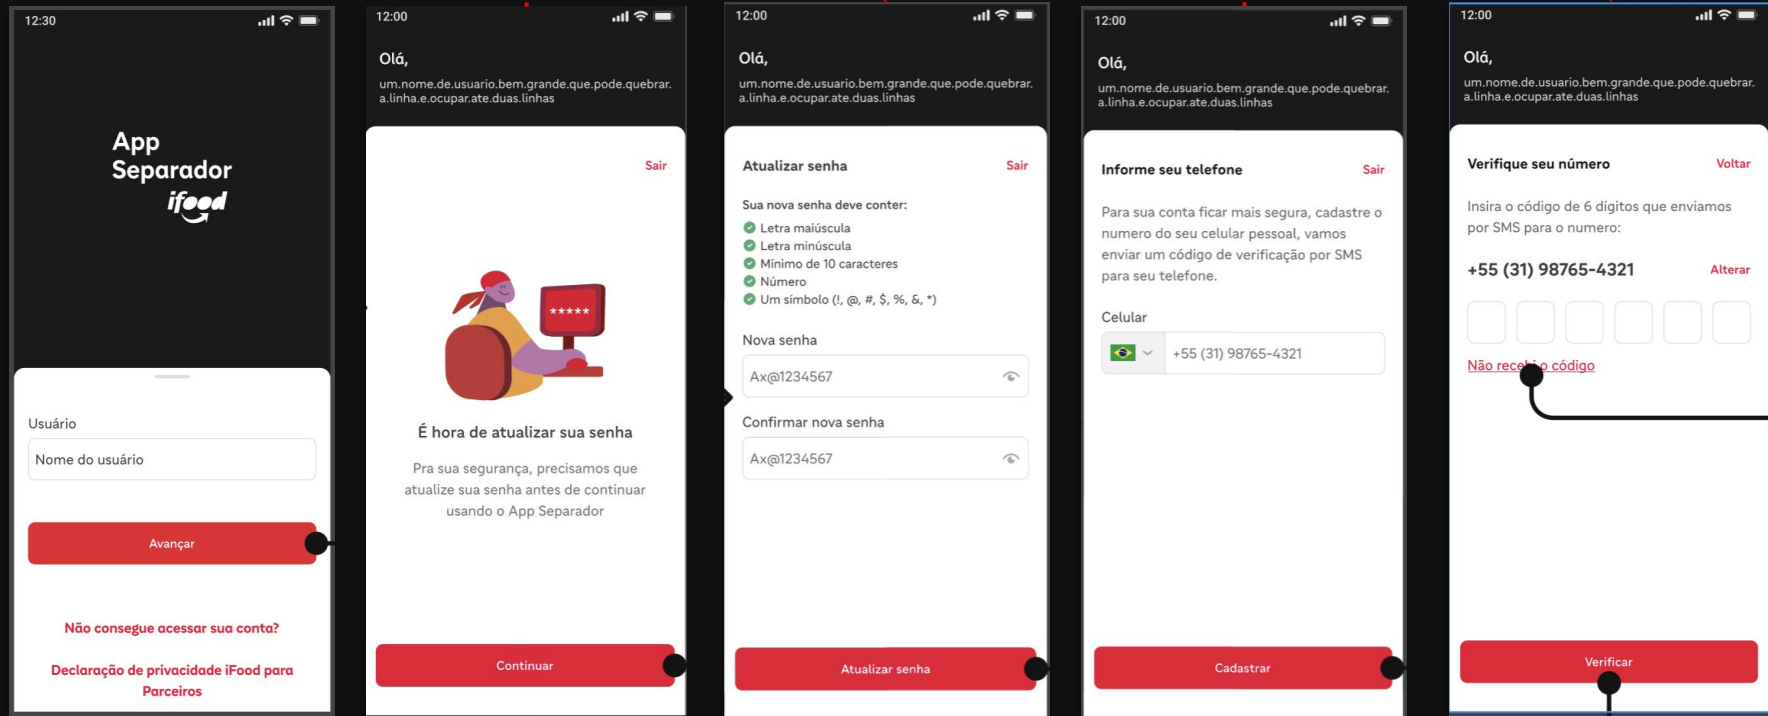 12:30
App
Separador
ifood
Usuário
Nome do usuário
Avançar
Não consegue acessar sua conta?
Declaração de privacidade iFood para
Parceiros
12:00
Olá,
um.nome.de.usuario.bem.grande.que.pode.quebrar.
a.linha.e.ocupar.ate.duas.linhas
Sair
*****
É hora de atualizar sua senha
Pra sua segurança, precisamos que
atualize sua senha antes de continuar
usando o App Separador
Continuar
12:00
Olá,
um.nome.de.usuario.bem.grande.que.pode.quebrar.
a.linha.e.ocupar.ate.duas.linhas
Atualizar senha
Sair
Sua nova senha deve conter:
Letra maiúscula
Letra minúscula
Mínimo de 10 caracteres
Número
Um símbolo (!, @, #, $, %, &, *)
Nova senha
Ax@1234567
Confirmar nova senha
Ax@1234567
Atualizar senha
12:00
Olá,
um.nome.de.usuario.bem.grande.que.pode.quebrar.
a.linha.e.ocupar.ate.duas.linhas
Informe seu telefone
Sair
Para sua conta ficar mais segura, cadastre o
numero do seu celular pessoal, vamos
enviar um código de verificação por SMS
para seu telefone.
Celular
+55 (31) 98765-4321
Cadastrar
12:00
Olá,
um.nome.de.usuario.bem.grande.que.pode.quebrar.
a.linha.e.ocupar.ate.duas.linhas
Verifique seu número
Voltar
Insira o código de 6 dígitos que enviamos
por SMS para o numero:
+55 (31) 98765-4321
Alterar
Não recebi o código
Verificar